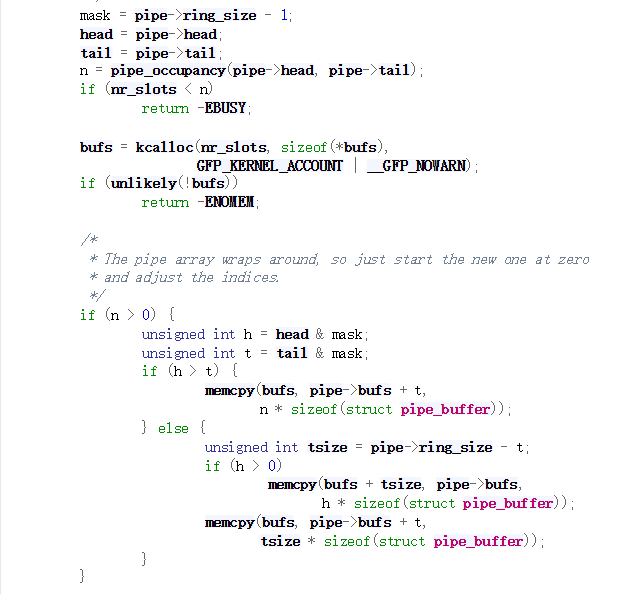 mask = pipe->ring_size - 1;
head = pipe->head;
tail = pipe->tail;
n = pipe_occupancy(pipe->head, pipe->tail);
if (nr_slots < n)
return -EBUSY;
bufs = kcalloc(nr_slots, sizeof(*bufs),
GFP_KERNEL_ACCOUNT | __GFP_NOWARN);
if (unlikely(!bufs))
return -ENOMEM;
/*
* The pipe array wraps around, so just start the new one at zero
* and adjust the indices.
*/
if (n > 0) {
unsigned int h = head & mask;
unsigned int t = tail & mask;
if (h > t) {
memcpy(bufs, pipe->bufs + t,
n * sizeof(struct pipe_buffer));
} else {
unsigned int tsize = pipe->ring_size - t;
if (h > 0)
memcpy(bufs + tsize, pipe->bufs,
h * sizeof(struct pipe_buffer));
memcpy(bufs, pipe->bufs + t,
tsize * sizeof(struct pipe_buffer));
}
}